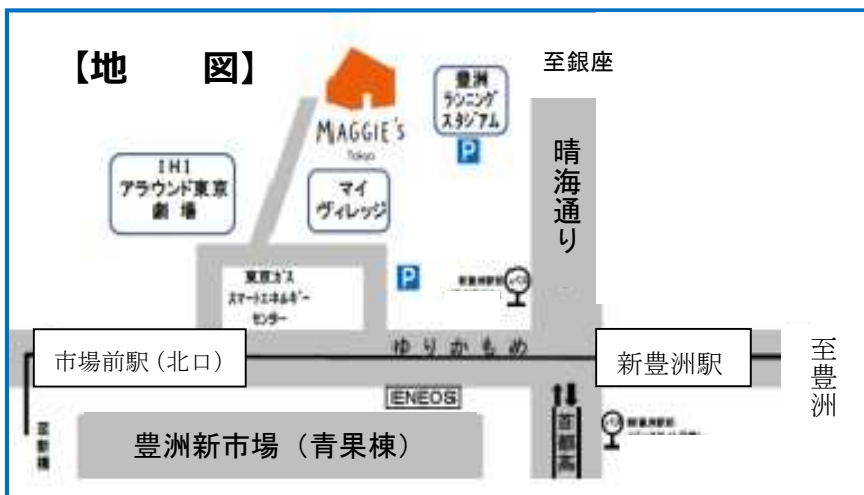 【地 図】
MAGGIE's
Tokyo
豊洲
ランニング
スタジアム
P
至銀座
晴海通り
IHI
アラウンド東京
劇場
マイ
ヴィレッジ
東京ガス
スマートエネルギー
センター
P
ゆりかもめ
市場前駅（北口）
新豊洲駅
至豊洲
ENEOS
豊洲新市場（青果棟）
首都高